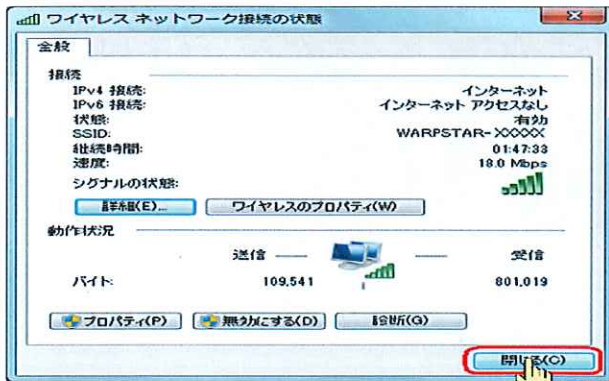 ワイヤレス ネットワーク接続の状態
全般
接続
IPv4 接続: インターネット
IPv6 接続: インターネット アクセスなし
状態: 有効
SSID: WARPSTAR-XXXXX
継続時間: 01:47:33
速度: 18.0 Mbps
シグナルの状態:
詳細(E)... ワイヤレスのプロパティ(W)
動作状況
送信 受信
バイト: 109,541 801,019
プロパティ(P) 無効にする(D) 診断(G)
閉じる(C)